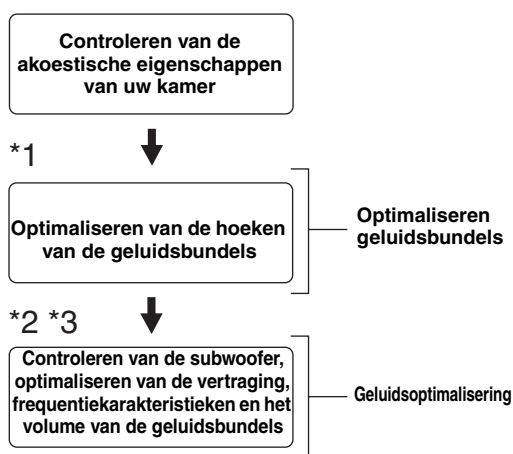 Controleren van de
akoestische eigenschappen
van uw kamer
*1
Optimaliseren van de hoeken
van de geluidsbundels
Optimaliseren
geluidsbundels
*2 *3
Controleren van de subwoofer,
optimaliseren van de vertraging,
frequentiekarakteristieken en het
volume van de geluidsbundels
Geluidsoptimalisering